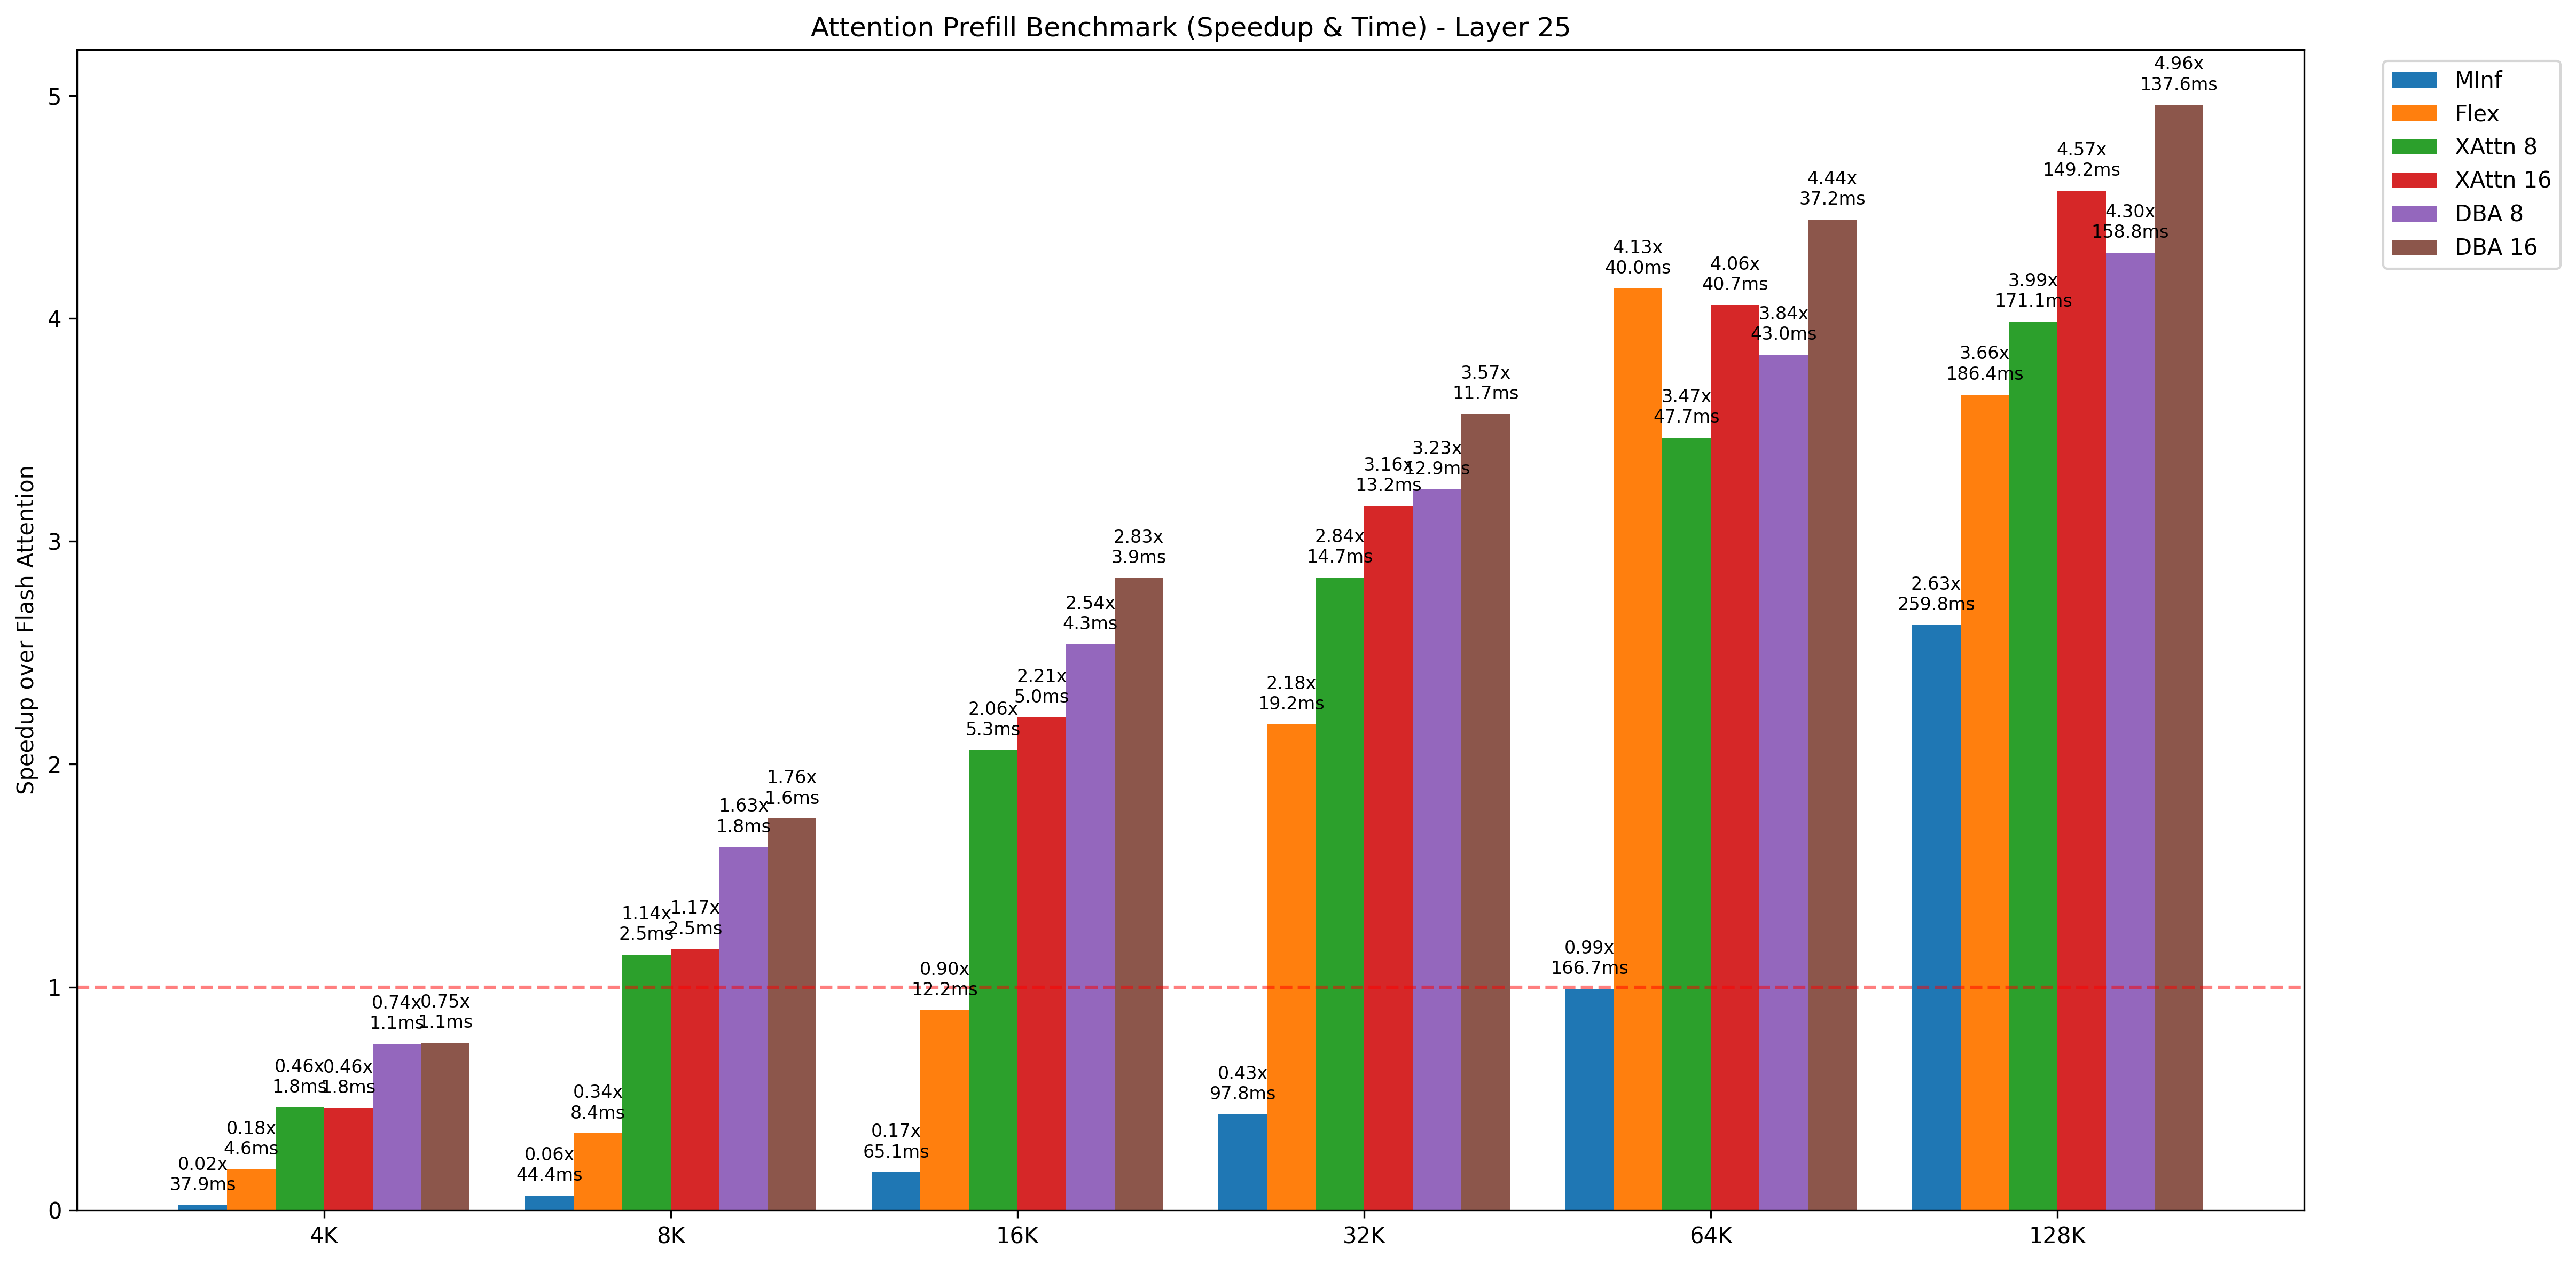 Attention Prefill Benchmark (Speedup & Time) - Layer 25
Speedup over Flash Attention
5
4
3
2
1
0
0.02x
37.9ms
0.18x
4.6ms
0.46x
1.8ms
0.46x
1.8ms
0.74x
1.1ms
0.75x
1.1ms
0.06x
44.4ms
0.34x
8.4ms
1.14x
2.5ms
1.17x
2.5ms
1.63x
1.8ms
1.76x
1.6ms
0.17x
65.1ms
0.90x
12.2ms
2.06x
5.3ms
2.21x
5.0ms
2.54x
4.3ms
2.83x
3.9ms
0.43x
97.8ms
2.18x
19.2ms
2.84x
14.7ms
3.16x
13.2ms
3.23x
12.9ms
3.57x
11.7ms
0.99x
166.7ms
4.13x
40.0ms
3.47x
47.7ms
4.06x
40.7ms
3.84x
43.0ms
4.44x
37.2ms
2.63x
259.8ms
3.66x
186.4ms
3.99x
171.1ms
4.57x
149.2ms
4.30x
158.8ms
4.96x
137.6ms
4K
8K
16K
32K
64K
128K
MInf
Flex
XAttn 8
XAttn 16
DBA 8
DBA 16